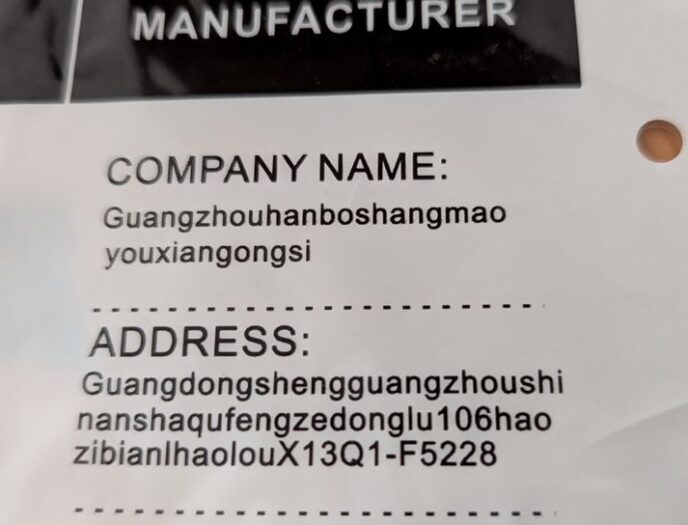 MANUFACTURER
COMPANY NAME:
Guangzhouhanboshangmao
youxiangongsi
ADDRESS:
Guangdongshengguangzhoushi
nanshaqufengzedonglu106hao
zibianlhaolouX13Q1-F5228